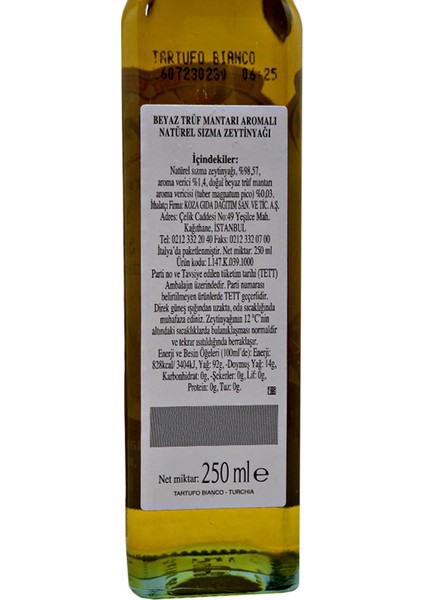 TARTUFO BIANCO
L607230230 06-25
BEYAZ TRÜF MANTARI AROMALI
NATÜREL SIZMA ZEYTİNYAĞI
İçindekiler:
Natürel sızma zeytinyağı, %98,57,
aroma verici %1,4, doğal beyaz trüf mantarı
aroma vericisi (tuber magnatum pico) %0,03.
İthalatçı Firma: KOZA GIDA DAĞITIM SAN. VE TİC. A.Ş.
Adres: Çelik Caddesi No:49 Yeşilce Mah.
Kağıthane, İSTANBUL
Tel: 0212 332 20 40 Faks: 0212 332 07 00
İtalya'da paketlenmiştir. Net miktar: 250 ml
Ürün kodu: I.147.K.039.1000
Parti no ve Tavsiye edilen tüketim tarihi (TETT)
Ambalajın üzerindedir. Parti numarası
belirtilmeyen ürünlerde TETT geçerlidir.
Direk güneş ışığından uzakta, oda sıcaklığında
muhafaza ediniz. Zeytinyağının 12 °C'nin
altındaki sıcaklıklarda bulanıklaşması normaldir
ve tekrar ısıtıldığında berraklaşır.
Enerji ve Besin Öğeleri (100ml'de): Enerji:
828kcal/ 3404kJ, Yağ: 92g, -Doymuş Yağ: 14g,
Karbonhidrat: 0g, -Şekerler: 0g, Lif: 0g,
Protein: 0g, Tuz: 0g.
Net miktar: 250 ml ℮
TARTUFO BIANCO - TURCHIA